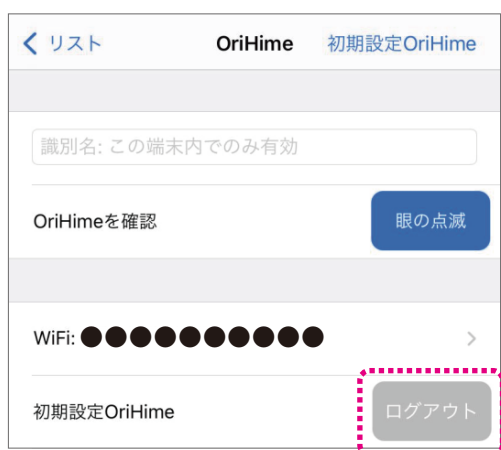 リスト OriHime 初期設定OriHime
識別名: この端末内でのみ有効
OriHimeを確認 眼の点滅
WiFi: ●●●●●●●●●●
初期設定OriHime ログアウト